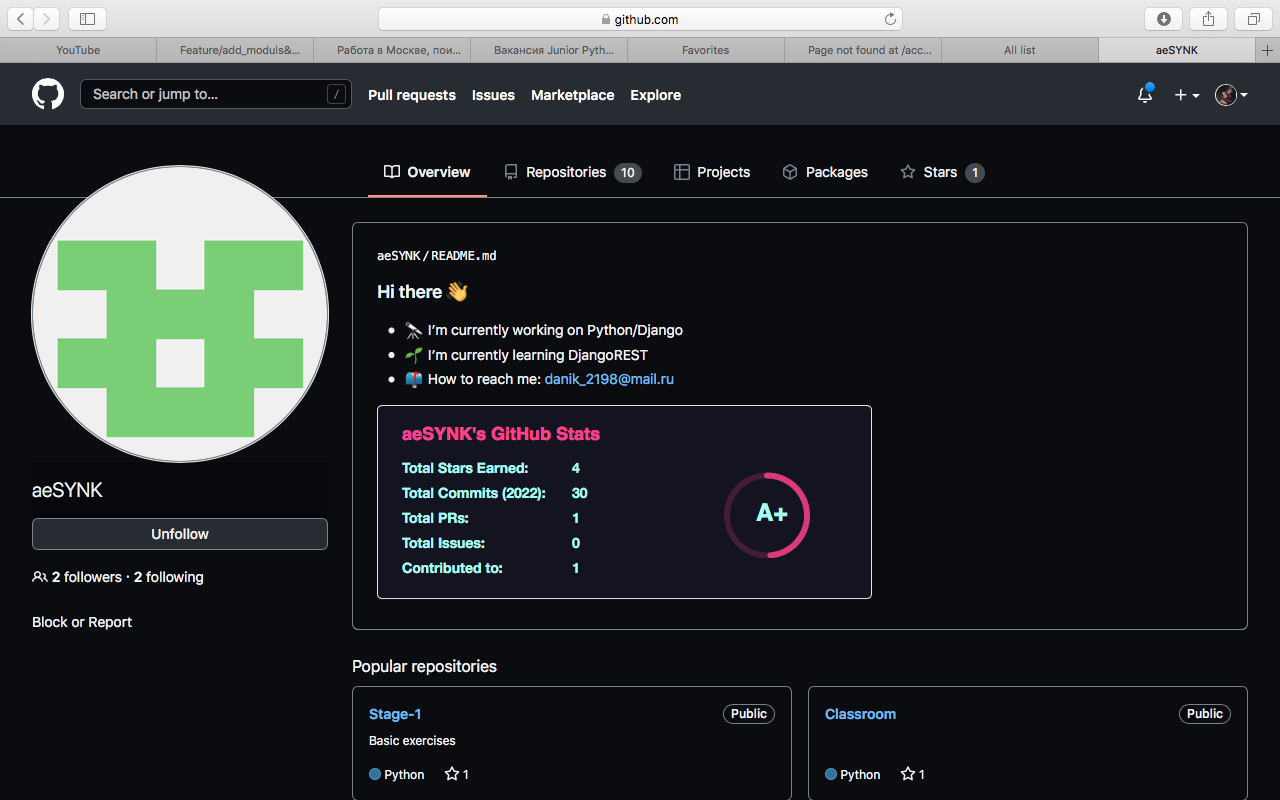 github.com
YouTube
Feature/add_moduls&...
Работа в Москве, пои...
Вакансия Junior Pyth...
Favorites
Page not found at /acc...
All list
aeSYNK
Search or jump to...
/
Pull requests
Issues
Marketplace
Explore
Overview
Repositories 10
Projects
Packages
Stars 1
aeSYNK
Unfollow
2 followers · 2 following
Block or Report
aeSYNK/README.md
Hi there 👋
🔭 I’m currently working on Python/Django
🌱 I’m currently learning DjangoREST
📫 How to reach me: danik_2198@mail.ru
aeSYNK's GitHub Stats
Total Stars Earned: 4
Total Commits (2022): 30
Total PRs: 1
Total Issues: 0
Contributed to: 1
A+
Popular repositories
Stage-1 Public
Basic exercises
Python 1
Classroom Public
Python 1